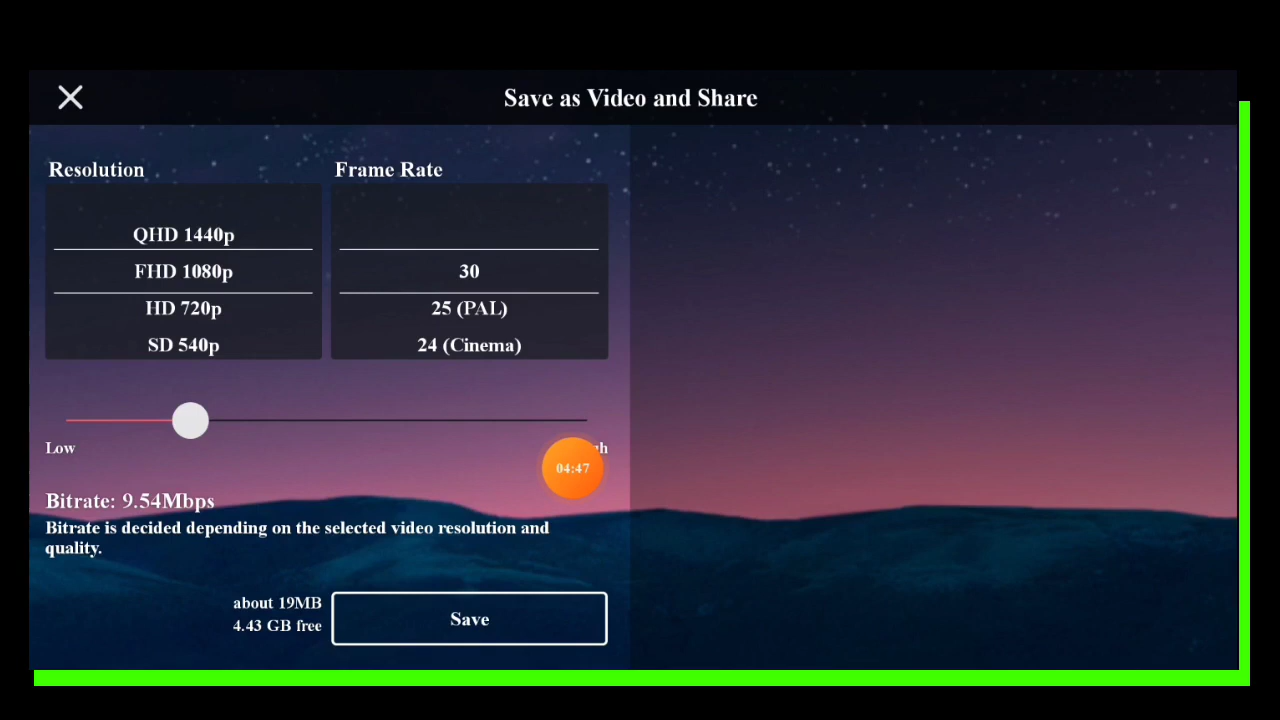 Save as Video and Share
Resolution
Frame Rate
QHD 1440p
FHD 1080p
HD 720p
SD 540p
30
25 (PAL)
24 (Cinema)
Low
04:47
Bitrate: 9.54Mbps
Bitrate is decided depending on the selected video resolution and
quality.
about 19MB
4.43 GB free
Save